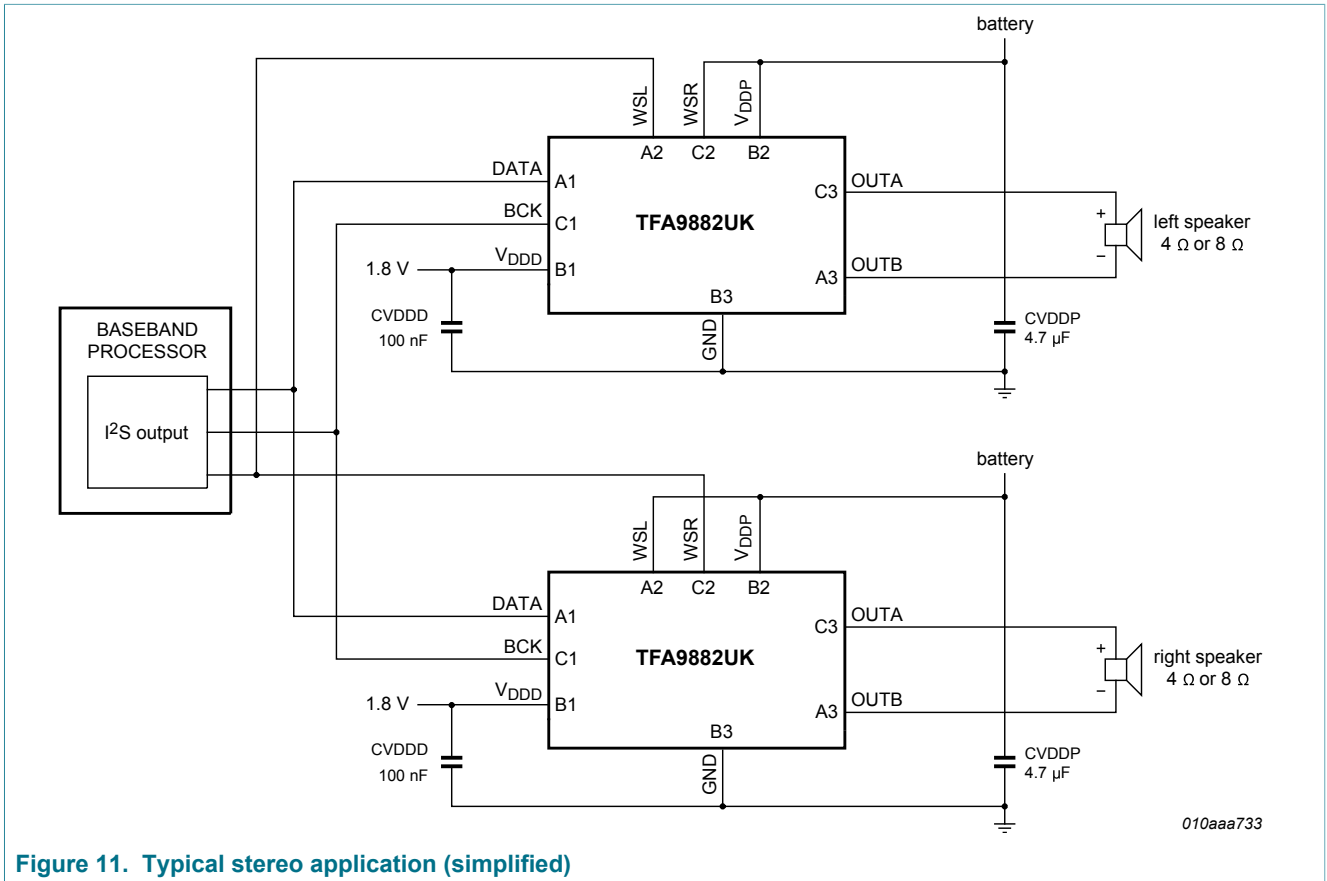 battery
WSL
WSR
VDDP
A2
C2
B2
DATA
A1
BCK
C1
VDDD
1.8 V
B1
TFA9882UK
C3
OUTA
A3
OUTB
+
−
left speaker
4 Ω or 8 Ω
B3
GND
CVDDD
100 nF
CVDDP
4.7 μF
BASEBAND
PROCESSOR
I2S output
battery
WSL
WSR
VDDP
A2
C2
B2
DATA
A1
BCK
C1
VDDD
1.8 V
B1
TFA9882UK
C3
OUTA
A3
OUTB
+
−
right speaker
4 Ω or 8 Ω
B3
GND
CVDDD
100 nF
CVDDP
4.7 μF
010aaa733
Figure 11. Typical stereo application (simplified)